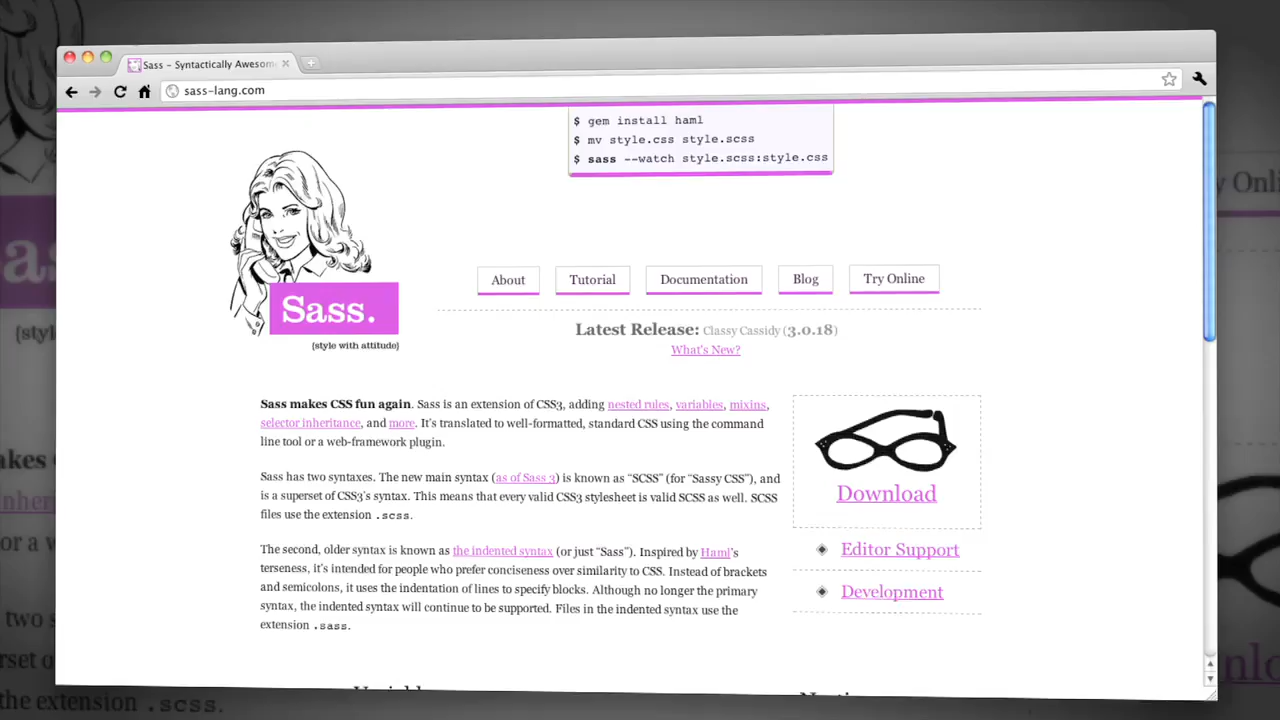 Sass – Syntactically Awesom
sass-lang.com
$ gem install haml
$ mv style.css style.scss
$ sass --watch style.scss:style.css
Sass.
{style with attitude}
About
Tutorial
Documentation
Blog
Try Online
Latest Release: Classy Cassidy (3.0.18)
What's New?
Sass makes CSS fun again. Sass is an extension of CSS3, adding nested rules, variables, mixins,
selector inheritance, and more. It's translated to well-formatted, standard CSS using the command
line tool or a web-framework plugin.
Sass has two syntaxes. The new main syntax (as of Sass 3) is known as “SCSS” (for “Sassy CSS”), and
is a superset of CSS3's syntax. This means that every valid CSS3 stylesheet is valid SCSS as well. SCSS
files use the extension .scss.
The second, older syntax is known as the indented syntax (or just “Sass”). Inspired by Haml's
terseness, it's intended for people who prefer conciseness over similarity to CSS. Instead of brackets
and semicolons, it uses the indentation of lines to specify blocks. Although no longer the primary
syntax, the indented syntax will continue to be supported. Files in the indented syntax use the
extension .sass.
Download
Editor Support
Development